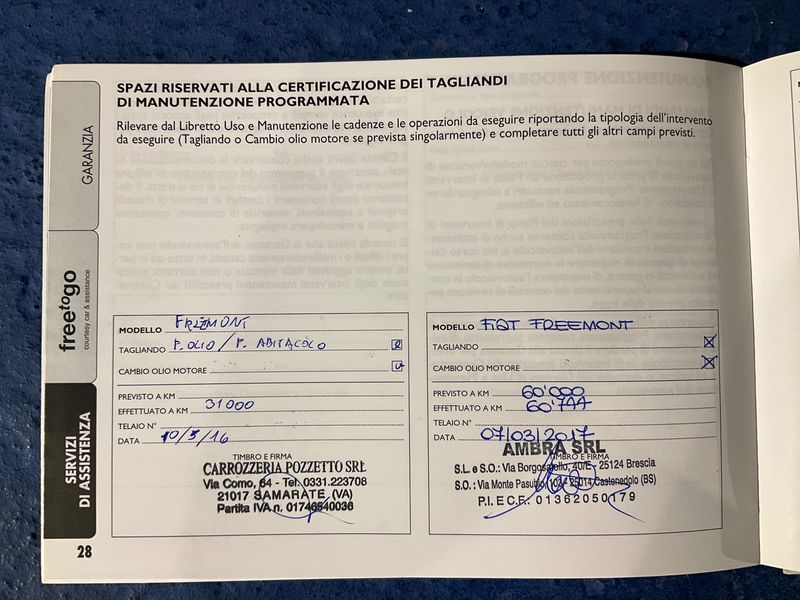 SPAZI RISERVATI ALLA CERTIFICAZIONE DEI TAGLIANDI
DI MANUTENZIONE PROGRAMMATA
Rilevare dal Libretto Uso e Manutenzione le cadenze e le operazioni da eseguire riportando la tipologia dell'intervento
da eseguire (Tagliando o Cambio olio motore se prevista singolarmente) e completare tutti gli altri campi previsti.
GARANZIA
freetogo
courtesy car & assistance
SERVIZI
DI ASSISTENZA
MODELLO FREEMONT
TAGLIANDO F. OLIO / F. ABITACOLO
CAMBIO OLIO MOTORE
PREVISTO A KM
EFFETTUATO A KM 31000
TELAIO N°
DATA 10/5/16
TIMBRO E FIRMA
CARROZZERIA POZZETTO SRL
Via Como, 64 - Tel. 0331.223708
21017 SAMARATE (VA)
Partita IVA n. 01746540036
MODELLO FIAT FREEMONT
TAGLIANDO X
CAMBIO OLIO MOTORE X
PREVISTO A KM 60'000
EFFETTUATO A KM 60'744
TELAIO N°
DATA 07/03/2017
AMBRA SRL
TIMBRO E FIRMA
S.L. e S.O.: Via 40/E - 25124 Brescia
S.O.: Via Monte Pasubio, 25014 Castenedolo (BS)
P.I. E C.F. 01362050179
28